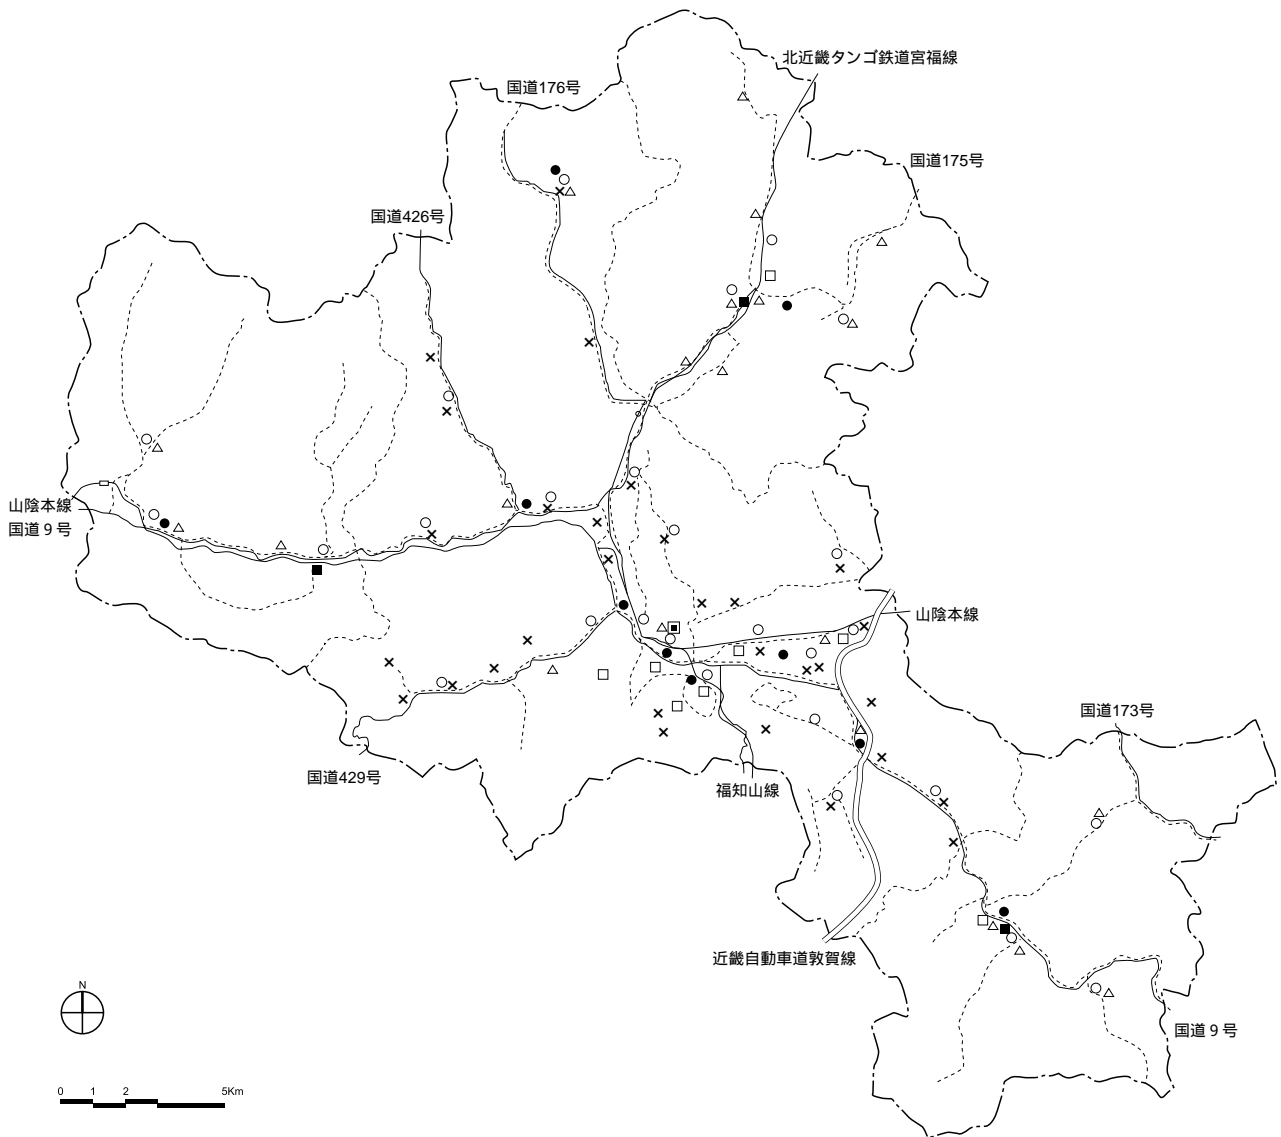 北近畿タンゴ鉄道宮福線
国道176号
国道175号
国道426号
山陰本線
国道９号
山陰本線
国道173号
国道429号
福知山線
近畿自動車道敦賀線
N
国道９号
0 1 2 5Km